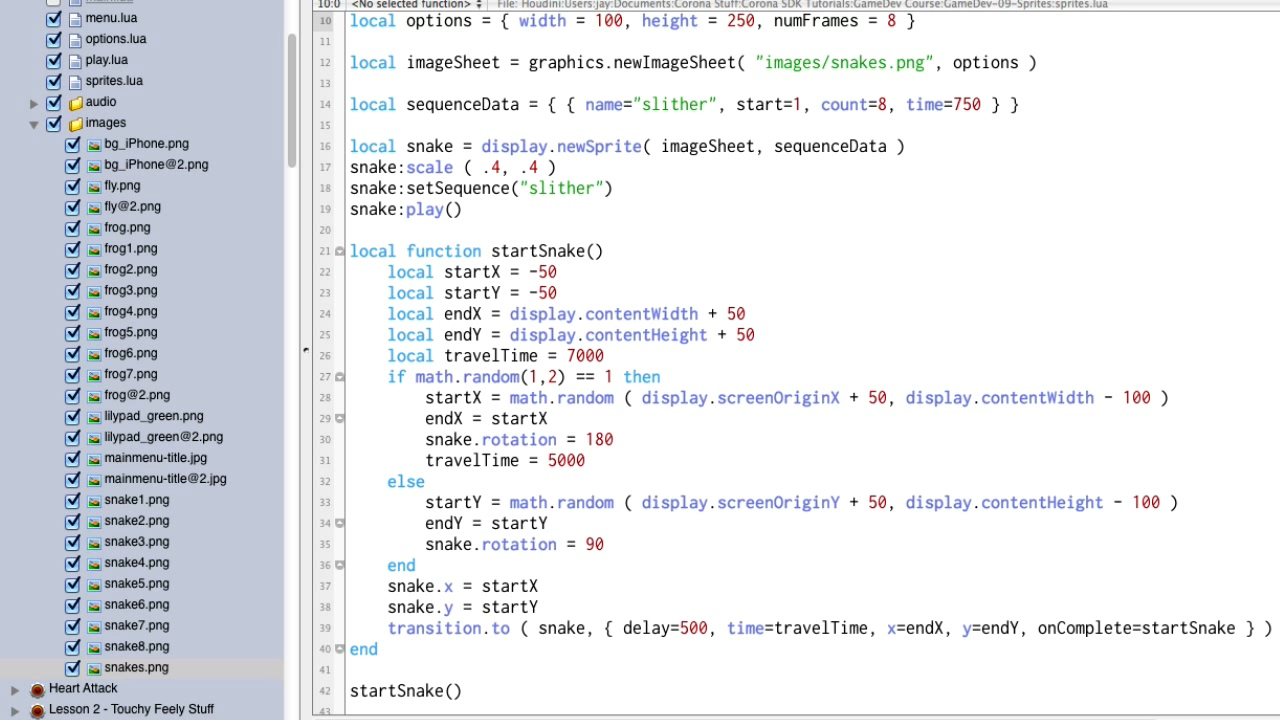 menu.lua
options.lua
play.lua
sprites.lua
audio
images
bg_iPhone.png
bg_iPhone@2.png
fly.png
fly@2.png
frog.png
frog1.png
frog2.png
frog3.png
frog4.png
frog5.png
frog6.png
frog7.png
frog@2.png
lilypad_green.png
lilypad_green@2.png
mainmenu-title.jpg
mainmenu-title@2.jpg
snake1.png
snake2.png
snake3.png
snake4.png
snake5.png
snake6.png
snake7.png
snake8.png
snakes.png
Heart Attack
Lesson 2 - Touchy Feely Stuff
10:0 <No selected function> File: Houdini:Users:jay:Documents:Corona Stuff:Corona SDK Tutorials:GameDev Course:GameDev-09-Sprites:sprites.lua
10 local options = { width = 100, height = 250, numFrames = 8 }
11
12 local imageSheet = graphics.newImageSheet( "images/snakes.png", options )
13
14 local sequenceData = { { name="slither", start=1, count=8, time=750 } }
15
16 local snake = display.newSprite( imageSheet, sequenceData )
17 snake:scale ( .4, .4 )
18 snake:setSequence("slither")
19 snake:play()
20
21 local function startSnake()
22 local startX = -50
23 local startY = -50
24 local endX = display.contentWidth + 50
25 local endY = display.contentHeight + 50
26 local travelTime = 7000
27 if math.random(1,2) == 1 then
28 startX = math.random ( display.screenOriginX + 50, display.contentWidth - 100 )
29 endX = startX
30 snake.rotation = 180
31 travelTime = 5000
32 else
33 startY = math.random ( display.screenOriginY + 50, display.contentHeight - 100 )
34 endY = startY
35 snake.rotation = 90
36 end
37 snake.x = startX
38 snake.y = startY
39 transition.to ( snake, { delay=500, time=travelTime, x=endX, y=endY, onComplete=startSnake } )
40 end
41
42 startSnake()
43